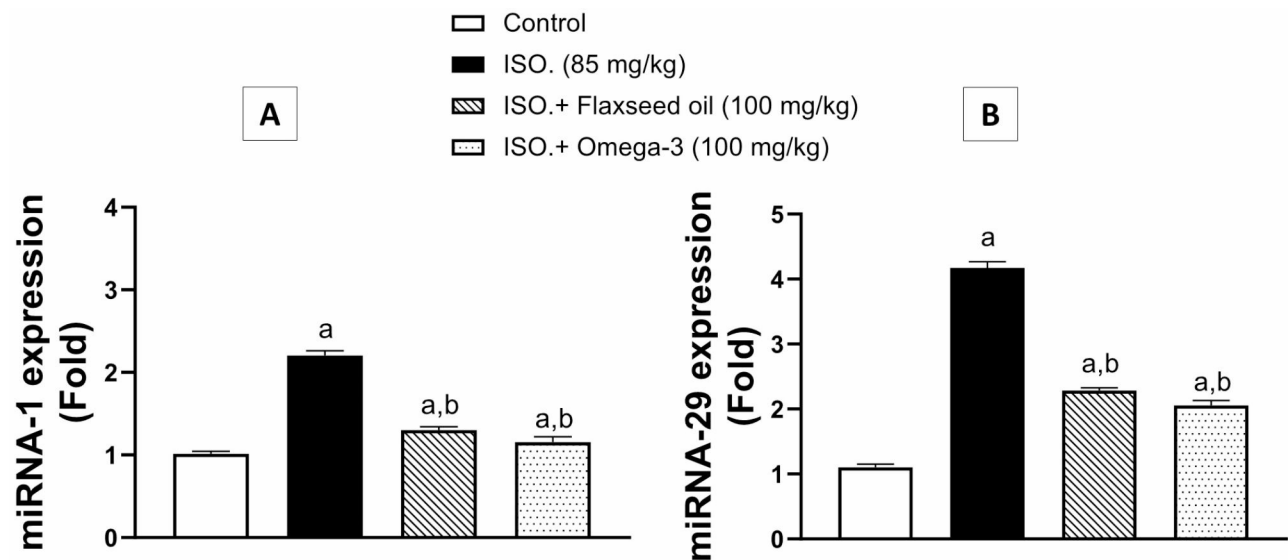 Control
ISO. (85 mg/kg)
ISO.+ Flaxseed oil (100 mg/kg)
ISO.+ Omega-3 (100 mg/kg)
A
miRNA-1 expression
(Fold)
4
3
2
1
0
a
a,b
a,b
B
miRNA-29 expression
(Fold)
5
4
3
2
1
0
a
a,b
a,b